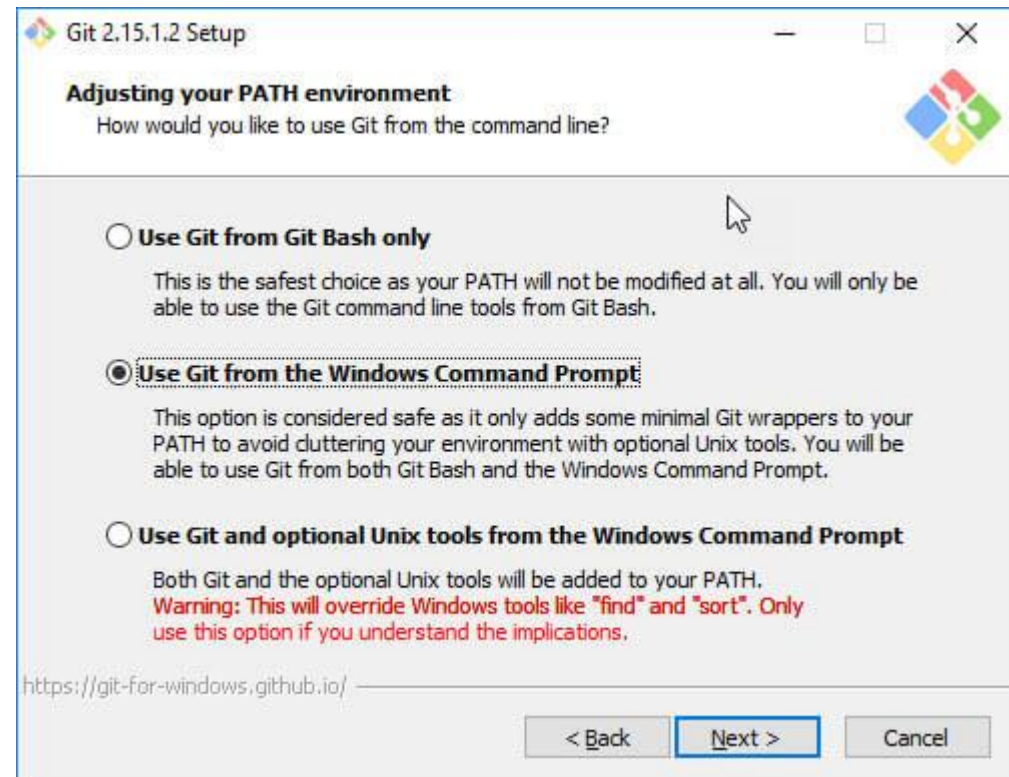 Git 2.15.1.2 Setup
Adjusting your PATH environment
How would you like to use Git from the command line?
Use Git from Git Bash only
This is the safest choice as your PATH will not be modified at all. You will only be
able to use the Git command line tools from Git Bash.
Use Git from the Windows Command Prompt
This option is considered safe as it only adds some minimal Git wrappers to your
PATH to avoid cluttering your environment with optional Unix tools. You will be
able to use Git from both Git Bash and the Windows Command Prompt.
Use Git and optional Unix tools from the Windows Command Prompt
Both Git and the optional Unix tools will be added to your PATH.
Warning: This will override Windows tools like "find" and "sort". Only
use this option if you understand the implications.
https://git-for-windows.github.io/
< Back Next > Cancel